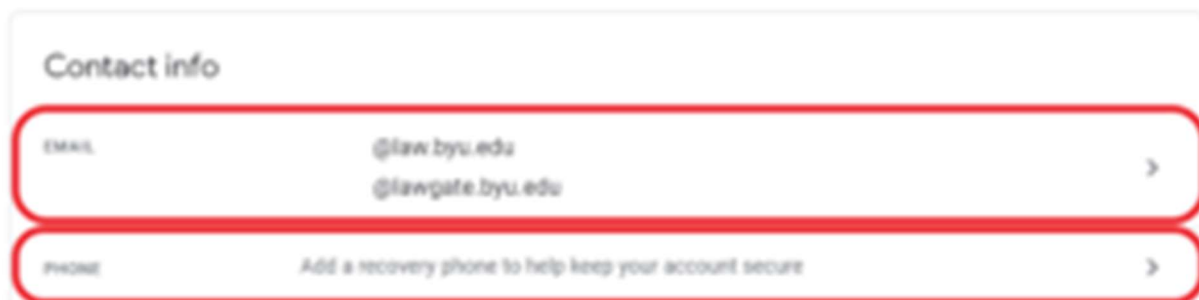 Contact info
EMAIL @law.byu.edu
@lawgate.byu.edu
PHONE Add a recovery phone to help keep your account secure